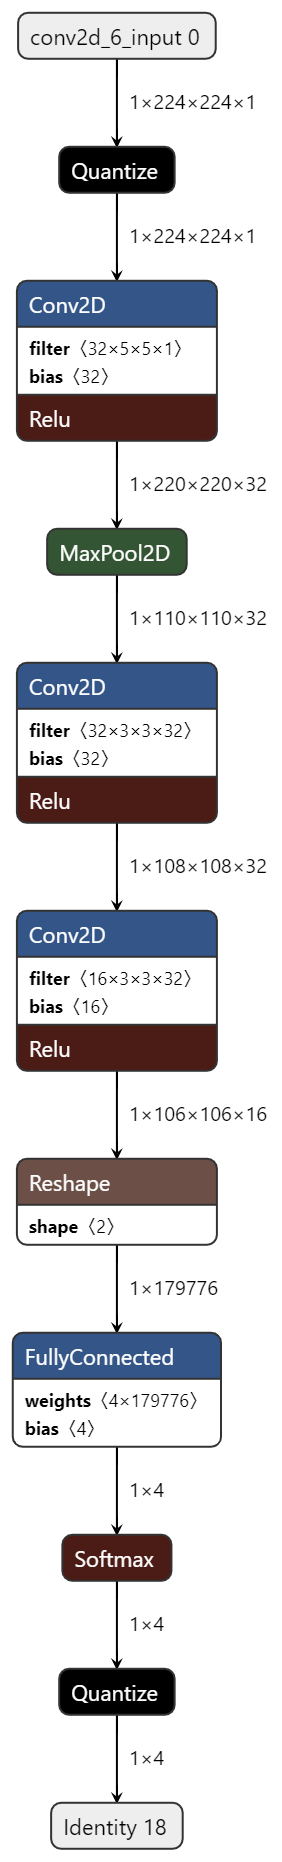 conv2d_6_input 0
1×224×224×1
Quantize
1×224×224×1
Conv2D
filter〈32×5×5×1〉
bias〈32〉
Relu
1×220×220×32
MaxPool2D
1×110×110×32
Conv2D
filter〈32×3×3×32〉
bias〈32〉
Relu
1×108×108×32
Conv2D
filter〈16×3×3×32〉
bias〈16〉
Relu
1×106×106×16
Reshape
shape〈2〉
1×179776
FullyConnected
weights〈4×179776〉
bias〈4〉
1×4
Softmax
1×4
Quantize
1×4
Identity 18